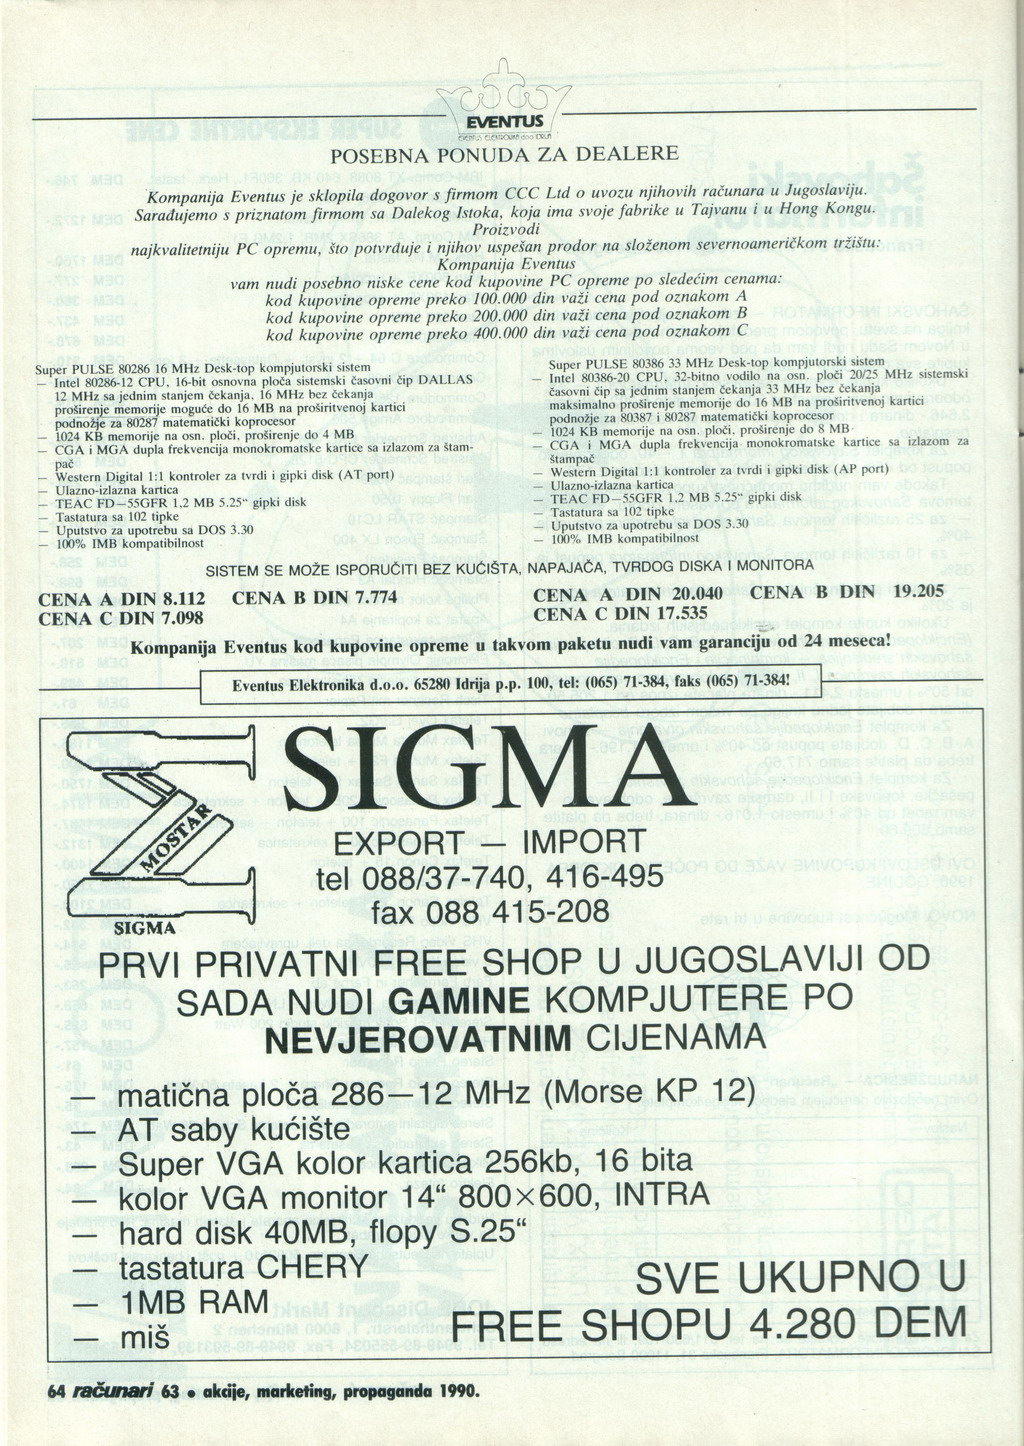 EVENTUS
POSEBNA PONUDA ZA DEALERE
Kompanija Eventus je sklopila dogovor s firmom CCC Ltd o uvozu njihovih računara u Jugoslaviju.
Sarađujemo s priznatom firmom sa Dalekog Istoka, koja ima svoje fabrike u Tajvanu i u Hong Kongu.
Proizvodi
najkvalitetniju PC opremu, što potvrđuje i njihov uspešan prodor na složenom severnoameričkom tržištu:
Kompanija Eventus
vam nudi posebno niske cene kod kupovine PC opreme po sledećim cenama:
kod kupovine opreme preko 100.000 din važi cena pod oznakom A
kod kupovine opreme preko 200.000 din važi cena pod oznakom B
kod kupovine opreme preko 400.000 din važi cena pod oznakom C
Super PULSE 80286 16 MHz Desk-top kompjutorski sistem
— Intel 80286-12 CPU, 16-bit osnovna ploča sistemski časovni čip DALLAS
12 MHz sa jednim stanjem čekanja, 16 MHz bez čekanja
proširenje memorije moguće do 16 MB na proširitvenoj kartici
podnožje za 80287 matematički koprocesor
— 1024 KB memorije na osn. ploči, proširenje do 4 MB
— CGA i MGA dupla frekvencija monokromatske kartice sa izlazom za štam-
pač
— Western Digital 1:1 kontroler za tvrdi i gipki disk (AT port)
— Ulazno-izlazna kartica
— TEAC FD—55GFR 1,2 MB 5.25“ gipki disk
— Tastatura sa 102 tipke
— Uputstvo za upotrebu sa DOS 3.30
— 100% IMB kompatibilnost
Super PULSE 80386 33 MHz Desk-top kompjutorski sistem
— Intel 80386-20 CPU, 32-bitno vodilo na osn. ploči 20/25 MHz sistemski
časovni čip sa jednim stanjem čekanja 33 MHz bez čekanja
maksimalno proširenje memorije do 16 MB na proširitvenoj kartici
podnožje za 80387 i 80287 matematički koprocesor
— 1024 KB memorije na osn. ploči, proširenje do 8 MB
— CGA i MGA dupla frekvencija monokromatske kartice sa izlazom za
štampač
— Western Digital 1:1 kontroler za tvrdi i gipki disk (AP port)
— Ulazno-izlazna kartica
— TEAC FD—55GFR 1,2 MB 5.25“ gipki disk
— Tastatura sa 102 tipke
— Uputstvo za upotrebu sa DOS 3.30
— 100% IMB kompatibilnost
SISTEM SE MOŽE ISPORUČITI BEZ KUĆIŠTA, NAPAJAČA, TVRDOG DISKA I MONITORA
CENA A DIN 8.112 CENA B DIN 7.774
CENA C DIN 7.098
CENA A DIN 20.040 CENA B DIN 19.205
CENA C DIN 17.535
Kompanija Eventus kod kupovine opreme u takvom paketu nudi vam garanciju od 24 meseca!
Eventus Elektronika d.o.o. 65280 Idrija p.p. 100, tel: (065) 71-384, faks (065) 71-384!
MOSTAR
SIGMA
SIGMA
EXPORT — IMPORT
tel 088/37-740, 416-495
fax 088 415-208
PRVI PRIVATNI FREE SHOP U JUGOSLAVIJI OD
SADA NUDI GAMINE KOMPJUTERE PO
NEVJEROVATNIM CIJENAMA
— matična ploča 286—12 MHz (Morse KP 12)
— AT saby kućište
— Super VGA kolor kartica 256kb, 16 bita
— kolor VGA monitor 14“ 800×600, INTRA
— hard disk 40MB, flopy S.25“
— tastatura CHERY
— 1MB RAM
— miš
SVE UKUPNO U
FREE SHOPU 4.280 DEM
64 računari 63 • akcije, marketing, propaganda 1990.